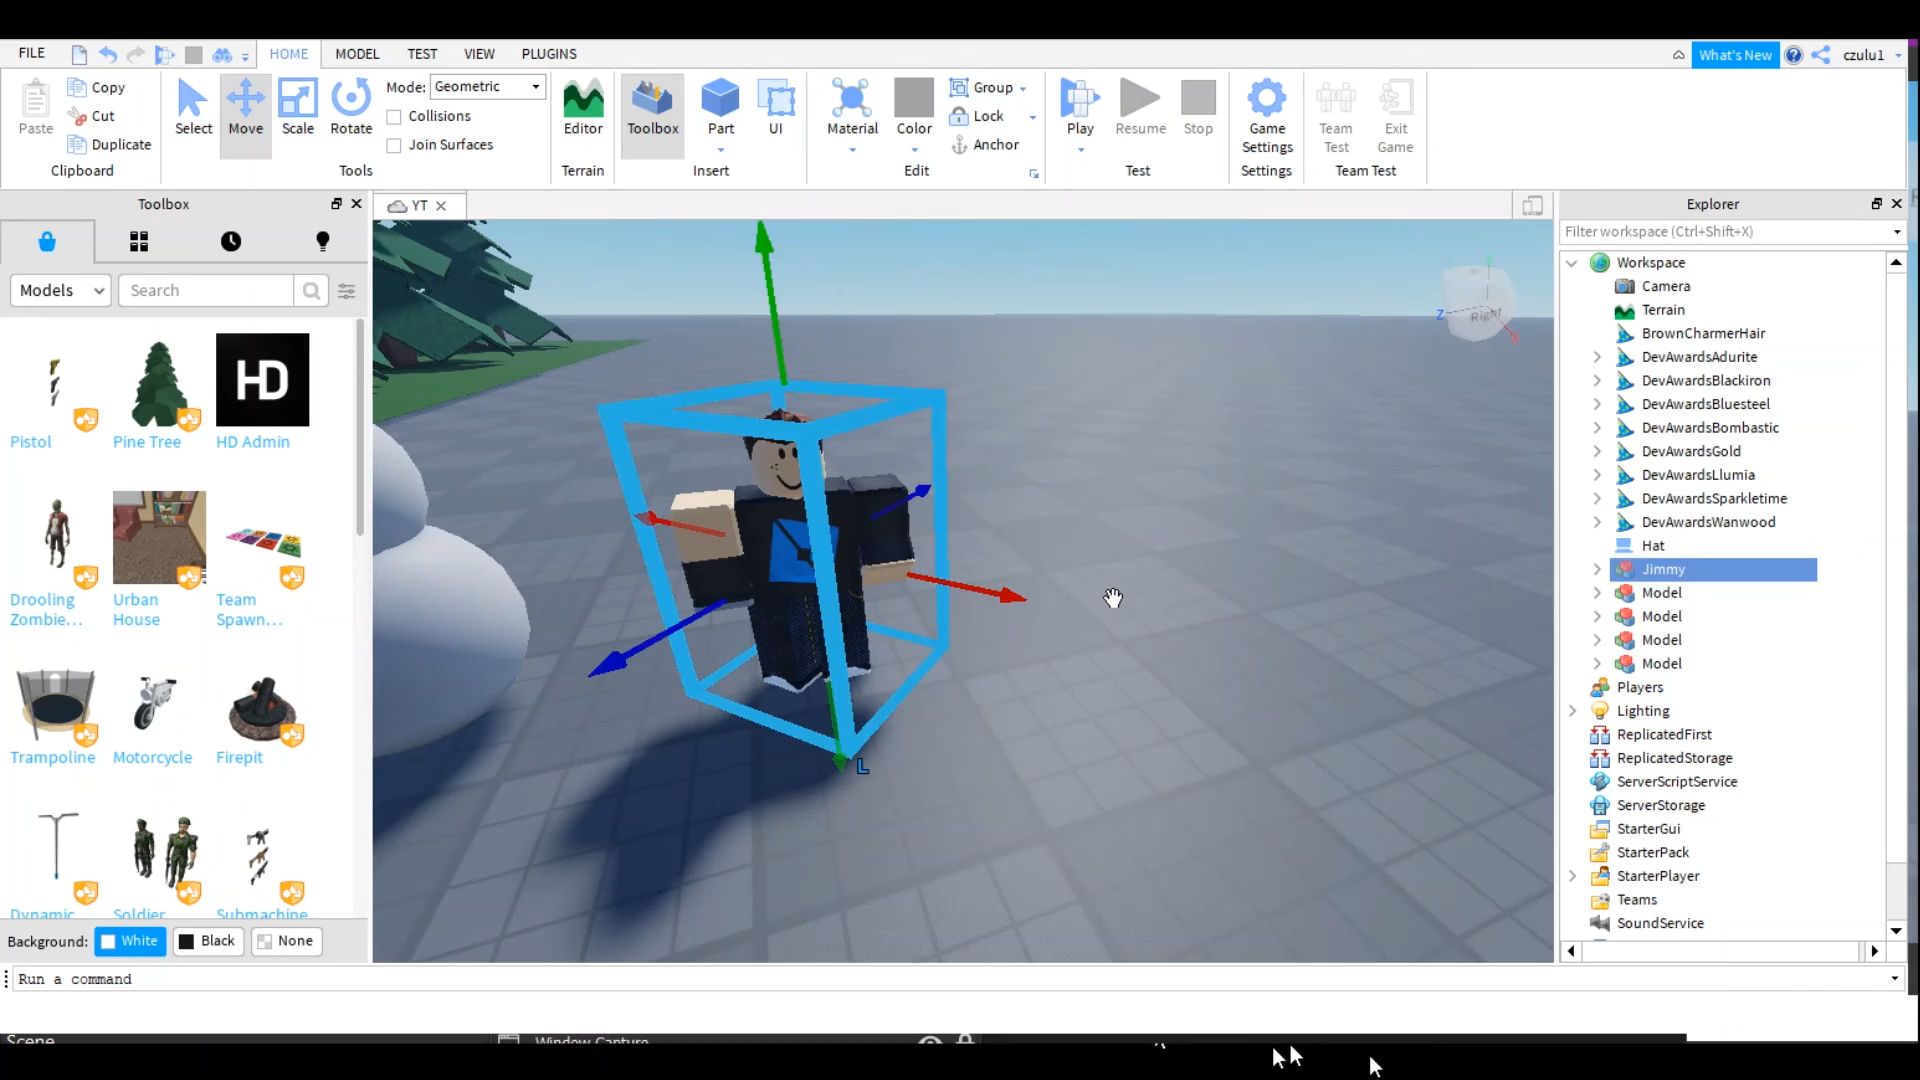 FILE
HOME
MODEL
TEST
VIEW
PLUGINS
What's New
czulu1
Paste
Copy
Cut
Duplicate
Clipboard
Select
Move
Scale
Rotate
Mode: Geometric
Collisions
Join Surfaces
Tools
Editor
Terrain
Toolbox
Part
UI
Insert
Material
Color
Group
Lock
Anchor
Edit
Play
Resume
Stop
Test
Game
Settings
Settings
Team
Test
Exit
Game
Team Test
Toolbox
Models
Search
Pistol
Pine Tree
HD
HD Admin
Drooling
Zombie...
Urban
House
Team
Spawn...
Trampoline
Motorcycle
Firepit
Dynamic
Soldier
Submachine
Background: White Black None
YT
Z
Right
X
L
Explorer
Filter workspace (Ctrl+Shift+X)
Workspace
Camera
Terrain
BrownCharmerHair
DevAwardsAdurite
DevAwardsBlackiron
DevAwardsBluesteel
DevAwardsBombastic
DevAwardsGold
DevAwardsLlumia
DevAwardsSparkletime
DevAwardsWanwood
Hat
Jimmy
Model
Model
Model
Model
Players
Lighting
ReplicatedFirst
ReplicatedStorage
ServerScriptService
ServerStorage
StarterGui
StarterPack
StarterPlayer
Teams
SoundService
Run a command
Scene
Window Capture